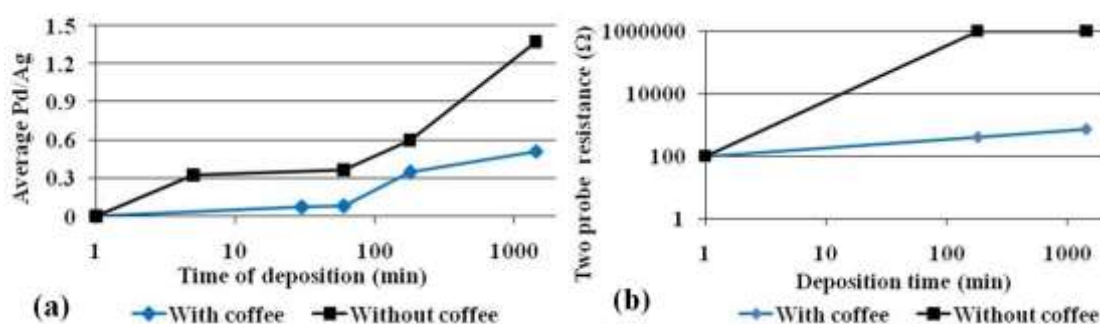 1.5
1.2
0.9
0.6
0.3
0
Average Pd/Ag
1 10 100 1000
Time of deposition (min)
(a)
With coffee Without coffee
1000000
10000
100
1
Two probe resistance (Ω)
1 10 100 1000
Deposition time (min)
(b)
With coffee Without coffee